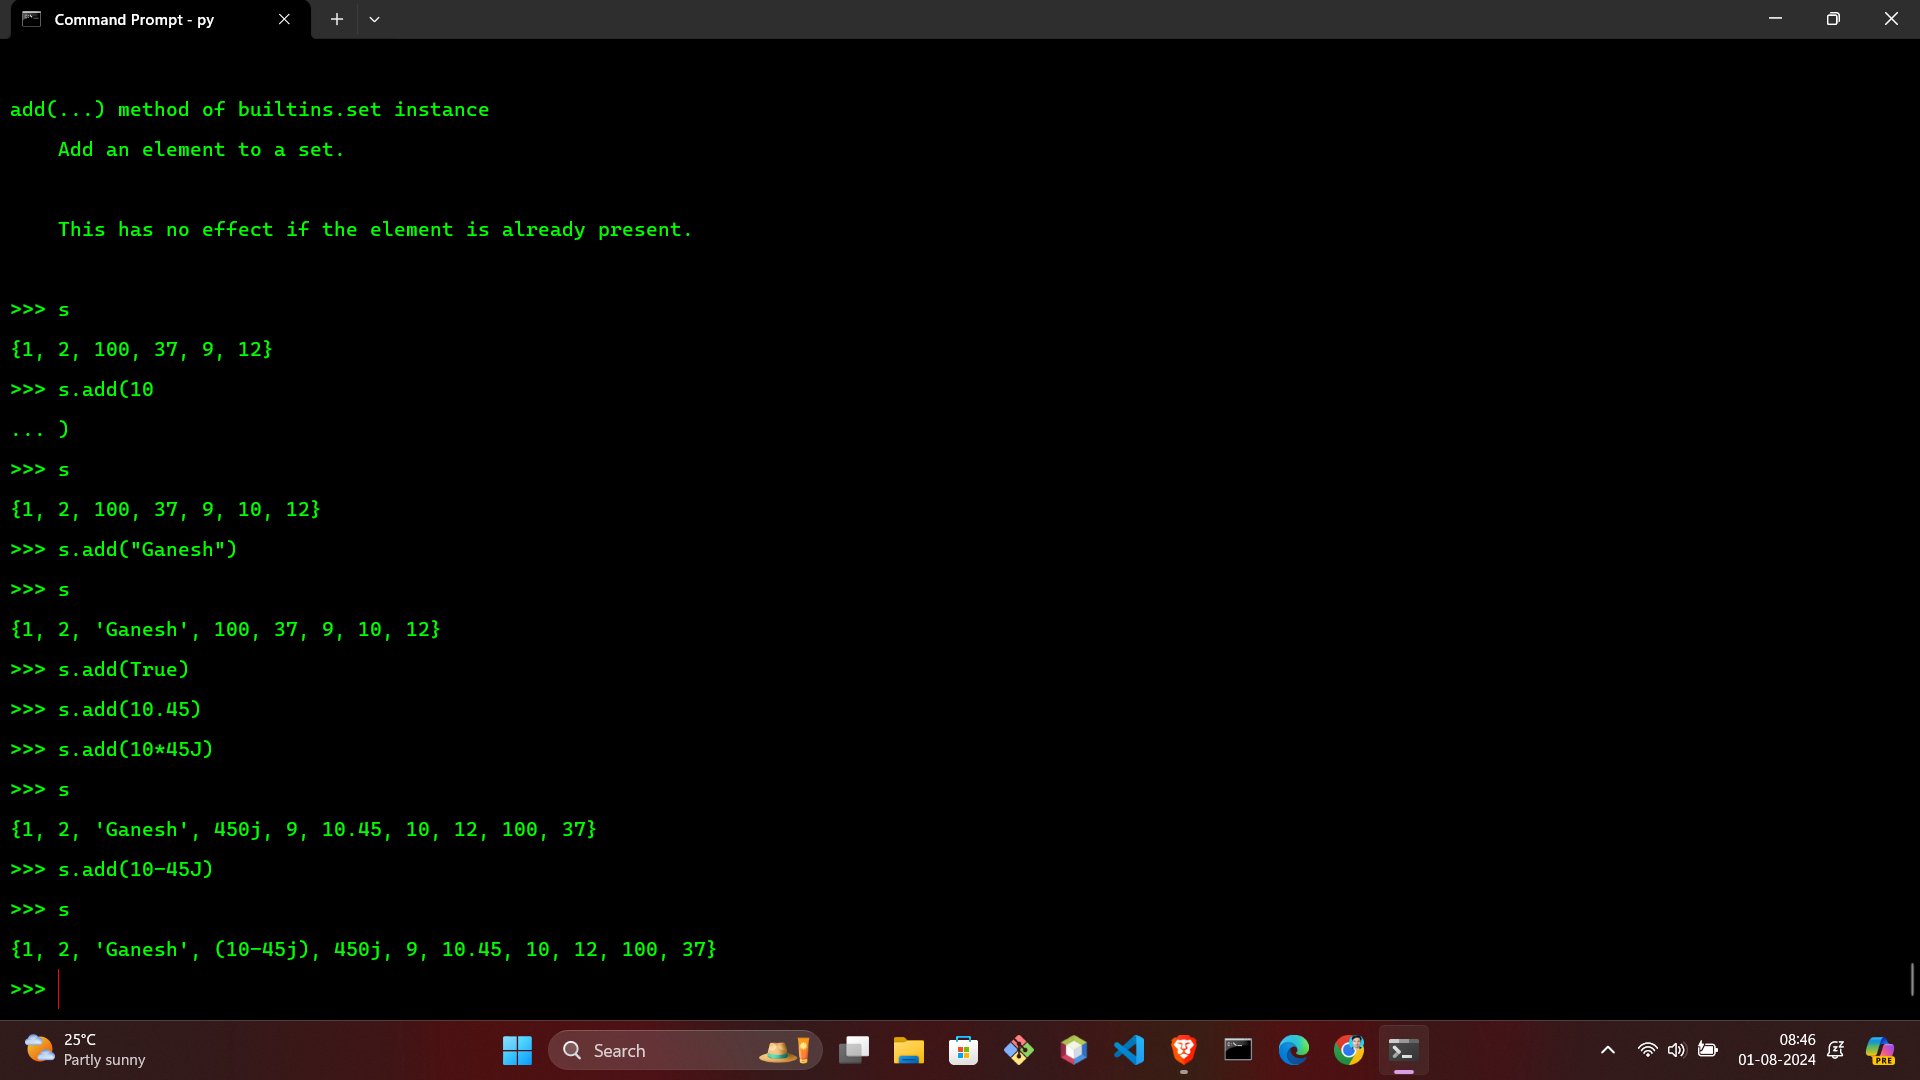 Command Prompt - py
add(...) method of builtins.set instance
Add an element to a set.
This has no effect if the element is already present.
>>> s
{1, 2, 100, 37, 9, 12}
>>> s.add(10
... )
>>> s
{1, 2, 100, 37, 9, 10, 12}
>>> s.add("Ganesh")
>>> s
{1, 2, 'Ganesh', 100, 37, 9, 10, 12}
>>> s.add(True)
>>> s.add(10.45)
>>> s.add(10*45J)
>>> s
{1, 2, 'Ganesh', 450j, 9, 10.45, 10, 12, 100, 37}
>>> s.add(10-45J)
>>> s
{1, 2, 'Ganesh', (10-45j), 450j, 9, 10.45, 10, 12, 100, 37}
>>>
25°C
Partly sunny
Search
08:46
01-08-2024
PRE